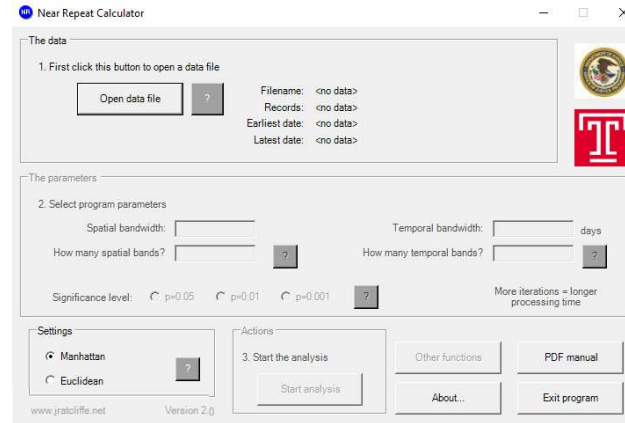 NR Near Repeat Calculator
The data
1. First click this button to open a data file
Open data file
?
Filename: <no data>
Records: <no data>
Earliest date: <no data>
Latest date: <no data>
T
The parameters
2. Select program parameters
Spatial bandwidth:
Temporal bandwidth: days
How many spatial bands? ?
How many temporal bands? ?
Significance level: p=0.05 p=0.01 p=0.001 ?
More iterations = longer
processing time
Settings
Manhattan
Euclidean
?
Actions
3. Start the analysis
Start analysis
Other functions
PDF manual
About...
Exit program
www.jratcliffe.net Version 2.0